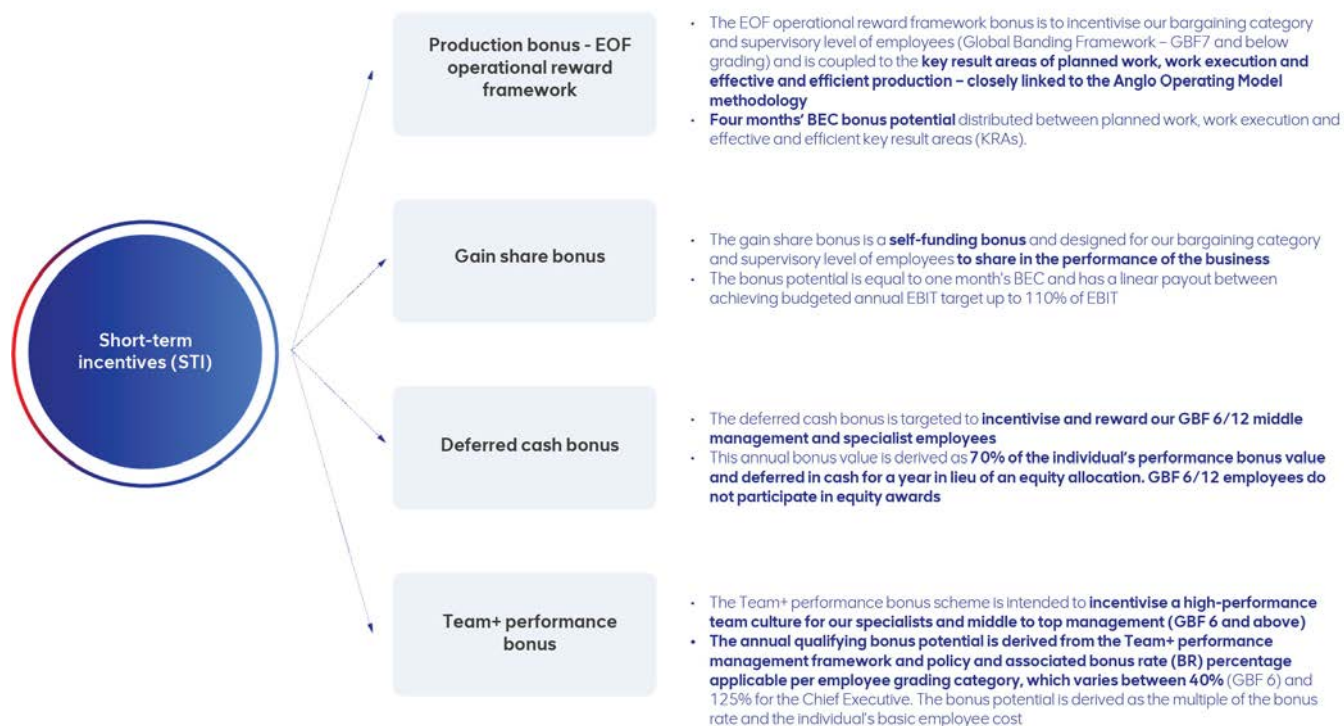 Short-term
incentives (STI)
Production bonus - EOF
operational reward
framework
• The EOF operational reward framework bonus is to incentivise our bargaining category
and supervisory level of employees (Global Banding Framework – GBF7 and below
grading) and is coupled to the key result areas of planned work, work execution and
effective and efficient production – closely linked to the Anglo Operating Model
methodology
• Four months' BEC bonus potential distributed between planned work, work execution and
effective and efficient key result areas (KRAs).
Gain share bonus
• The gain share bonus is a self-funding bonus and designed for our bargaining category
and supervisory level of employees to share in the performance of the business
• The bonus potential is equal to one month's BEC and has a linear payout between
achieving budgeted annual EBIT target up to 110% of EBIT
Deferred cash bonus
• The deferred cash bonus is targeted to incentivise and reward our GBF 6/12 middle
management and specialist employees
• This annual bonus value is derived as 70% of the individual's performance bonus value
and deferred in cash for a year in lieu of an equity allocation. GBF 6/12 employees do
not participate in equity awards
Team+ performance
bonus
• The Team+ performance bonus scheme is intended to incentivise a high-performance
team culture for our specialists and middle to top management (GBF 6 and above)
• The annual qualifying bonus potential is derived from the Team+ performance
management framework and policy and associated bonus rate (BR) percentage
applicable per employee grading category, which varies between 40% (GBF 6) and
125% for the Chief Executive. The bonus potential is derived as the multiple of the bonus
rate and the individual's basic employee cost